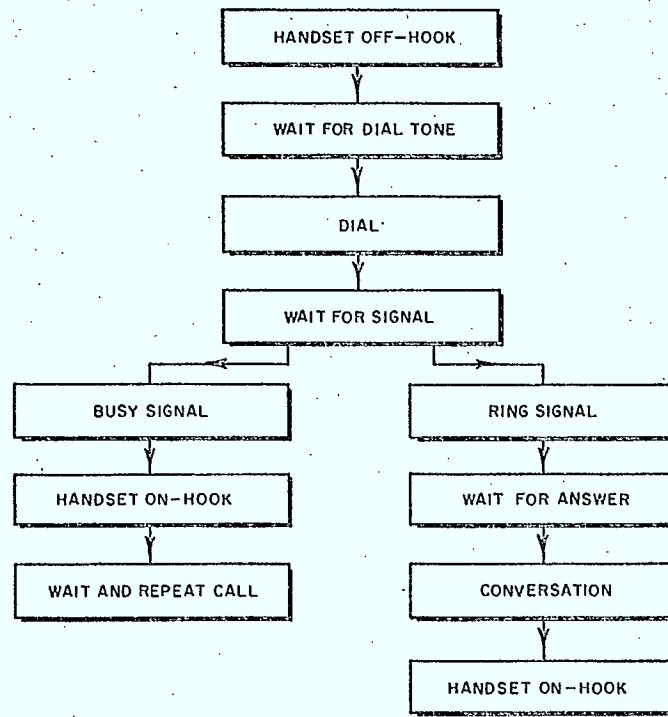 HANDSET OFF-HOOK
WAIT FOR DIAL TONE
DIAL
WAIT FOR SIGNAL
BUSY SIGNAL
HANDSET ON-HOOK
WAIT AND REPEAT CALL
RING SIGNAL
WAIT FOR ANSWER
CONVERSATION
HANDSET ON-HOOK